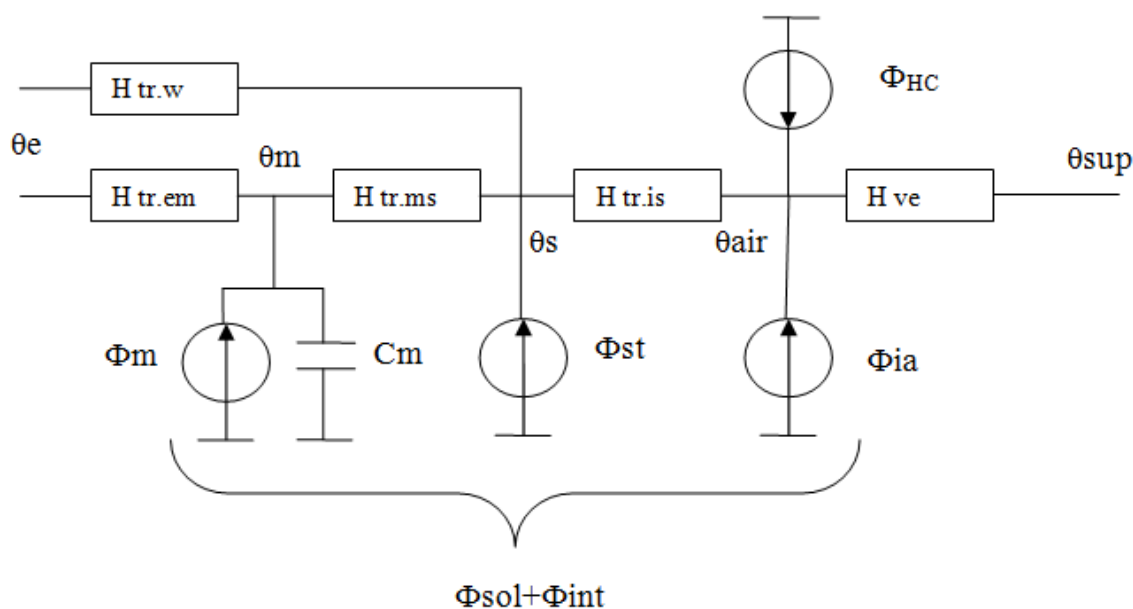 H tr.w
ΦHC
θe
θm
θsup
H tr.em
H tr.ms
H tr.is
H ve
θs
θair
Φm
Cm
Φst
Φia
Φsol+Φint